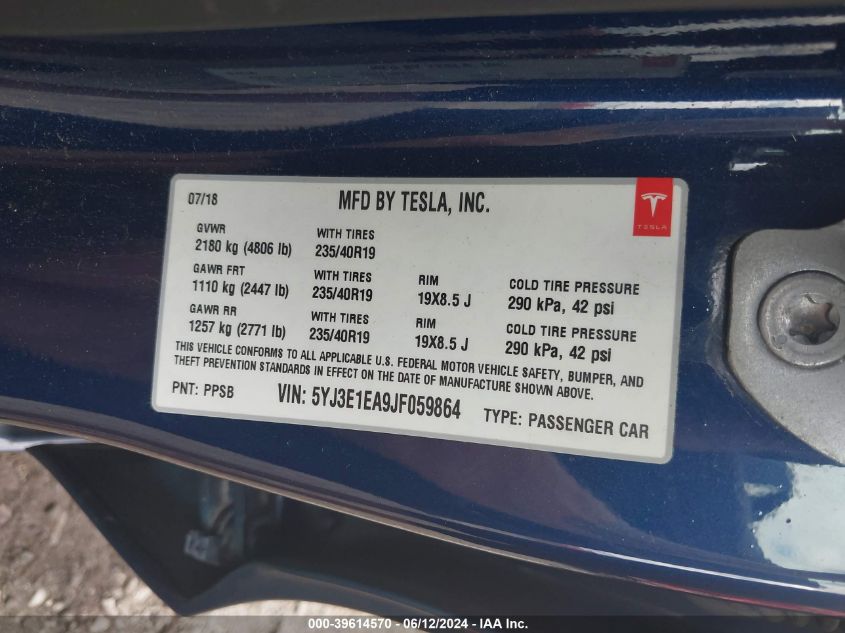 07/18
MFD BY TESLA, INC.
TESLA
GVWR
2180 kg (4806 lb)
WITH TIRES
235/40R19
GAWR FRT
1110 kg (2447 lb)
WITH TIRES
235/40R19
RIM
19X8.5 J
COLD TIRE PRESSURE
290 kPa, 42 psi
GAWR RR
1257 kg (2771 lb)
WITH TIRES
235/40R19
RIM
19X8.5 J
COLD TIRE PRESSURE
290 kPa, 42 psi
THIS VEHICLE CONFORMS TO ALL APPLICABLE U.S. FEDERAL MOTOR VEHICLE SAFETY, BUMPER, AND
THEFT PREVENTION STANDARDS IN EFFECT ON THE DATE OF MANUFACTURE SHOWN ABOVE.
PNT: PPSB
VIN: 5YJ3E1EA9JF059864
TYPE: PASSENGER CAR
000-39614570 - 06/12/2024 - IAA Inc.